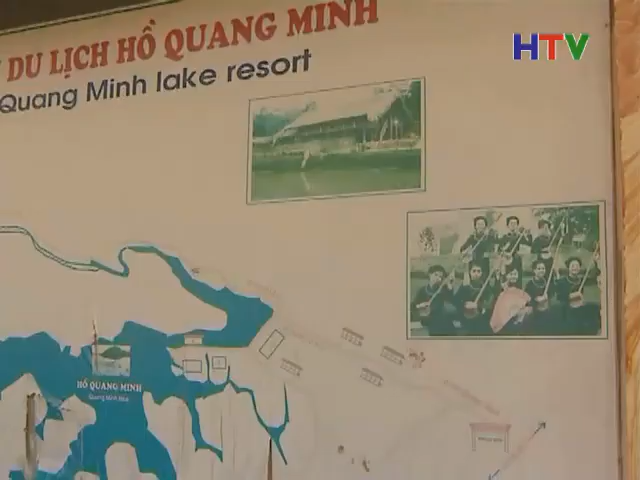 DU LỊCH HỒ QUANG MINH
Quang Minh lake resort
HTV
HỒ QUANG MINH
Quang Minh lake